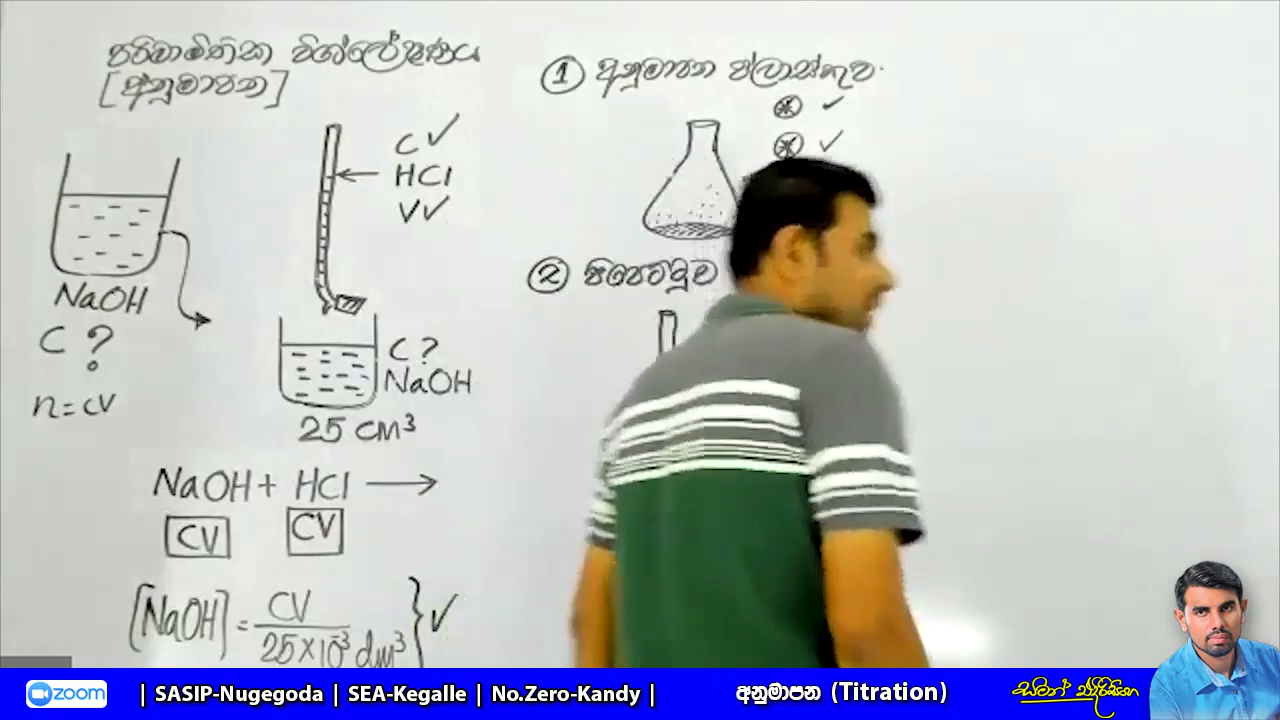 පරිමාමිතික විශ්ලේෂණය
[අනුමාපන]
NaOH
C ?
n = CV
C ✓
HCl
V ✓
C ?
NaOH
25 cm³
NaOH + HCl →
CV CV
[NaOH] = CV / 25×10⁻³ dm³ } ✓
① අනුමාපන ප්ලාස්කුව.
② පිපෙට්ටුව
zoom | SASIP-Nugegoda | SEA-Kegalle | No.Zero-Kandy | අනුමාපන (Titration)